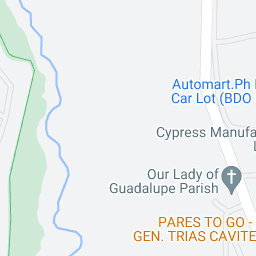 Automart.Ph
Car Lot (BDO
Cypress Manufa
Our Lady of
Guadalupe Parish
PARES TO GO -
GEN. TRIAS CAVITE